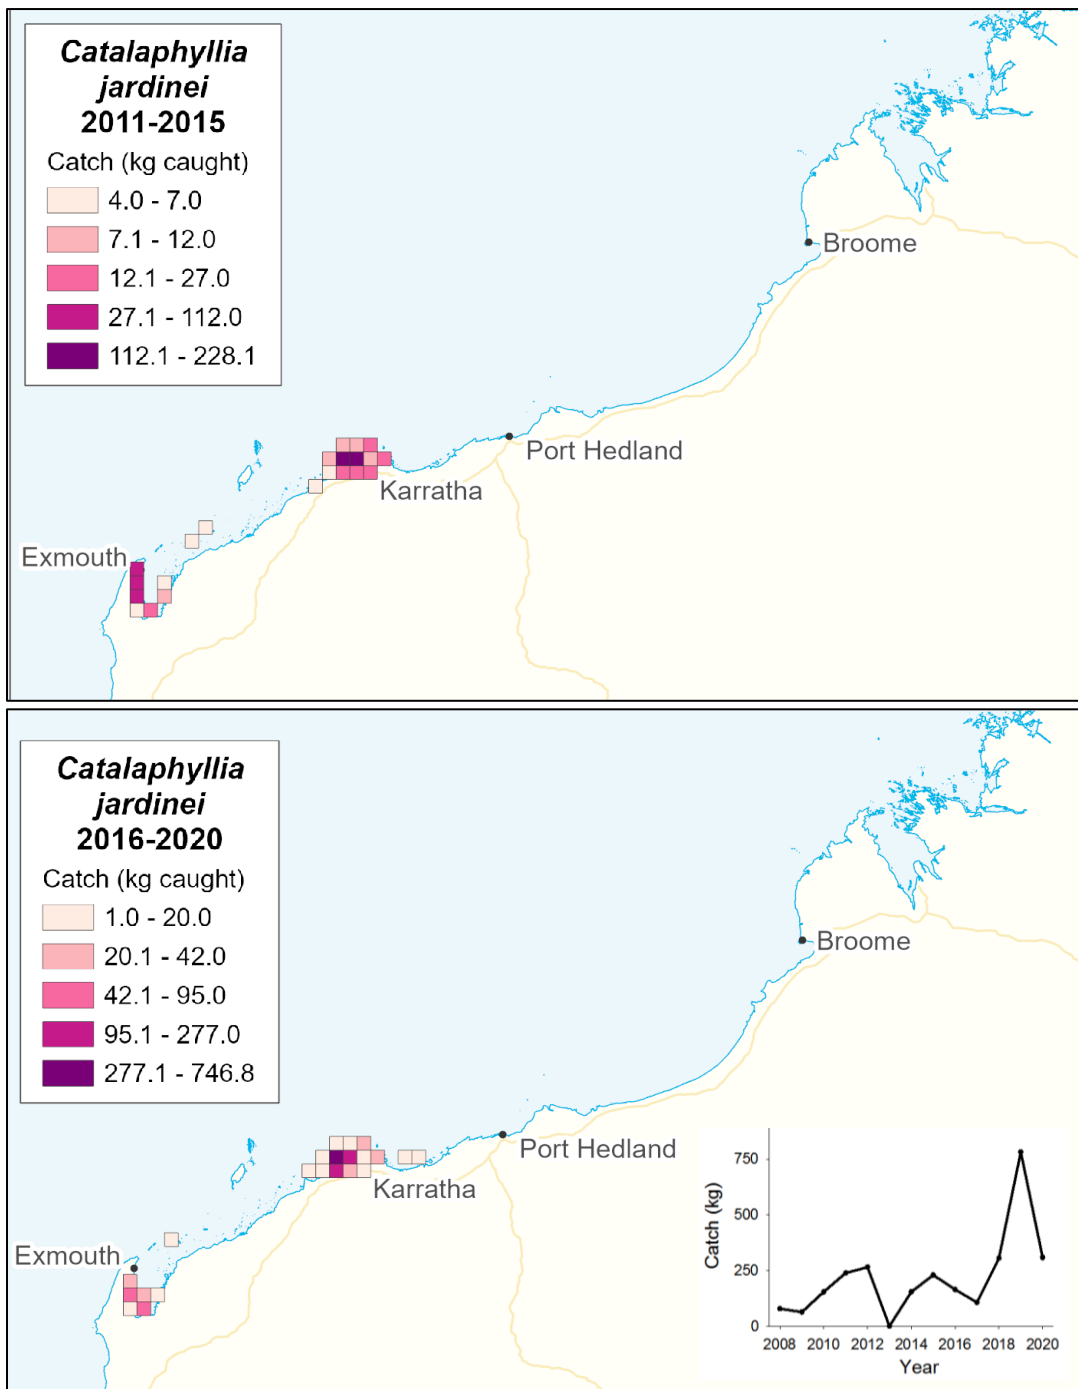 Catalaphyllia
jardinei
2011-2015
Catch (kg caught)
4.0 - 7.0
7.1 - 12.0
12.1 - 27.0
27.1 - 112.0
112.1 - 228.1
Broome
Port Hedland
Karratha
Exmouth
Catalaphyllia
jardinei
2016-2020
Catch (kg caught)
1.0 - 20.0
20.1 - 42.0
42.1 - 95.0
95.1 - 277.0
277.1 - 746.8
Broome
Port Hedland
Karratha
Exmouth
Catch (kg)
750
500
250
0
2008 2010 2012 2014 2016 2018 2020
Year